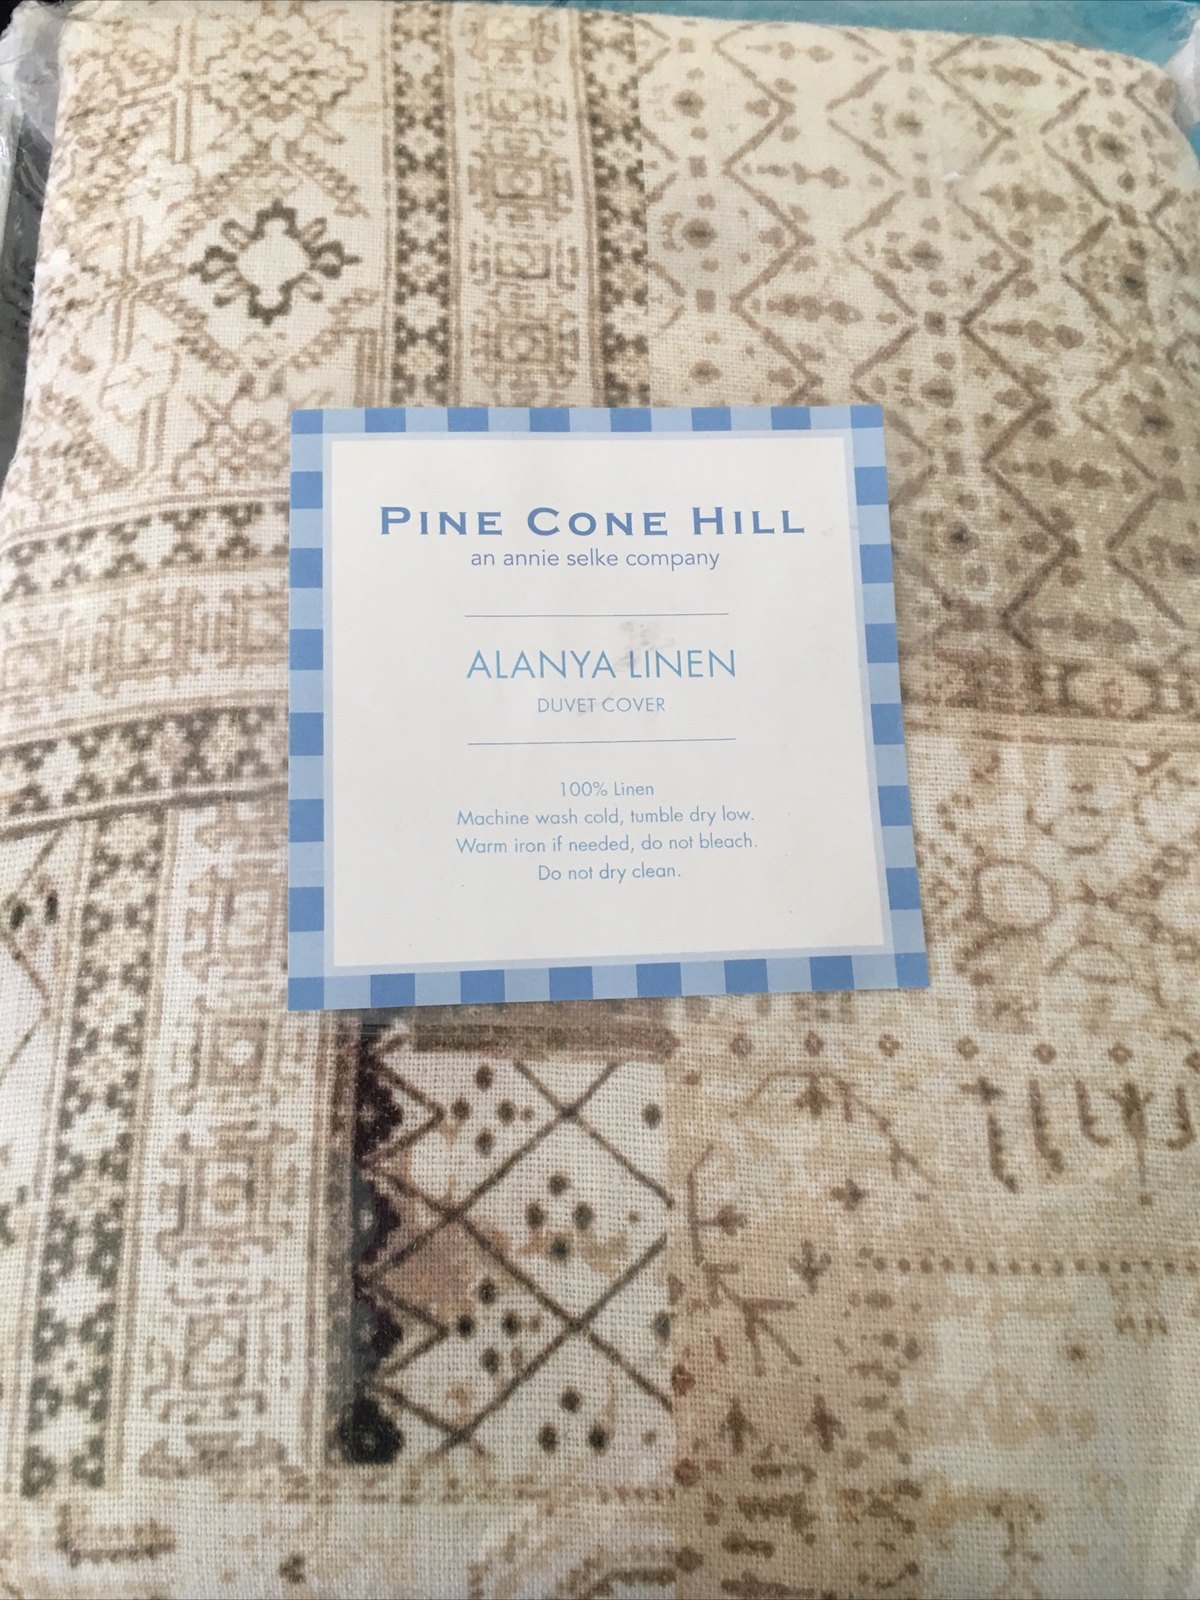 PINE CONE HILL
an annie selke company
ALANYA LINEN
DUVET COVER
100% Linen
Machine wash cold, tumble dry low.
Warm iron if needed, do not bleach.
Do not dry clean.